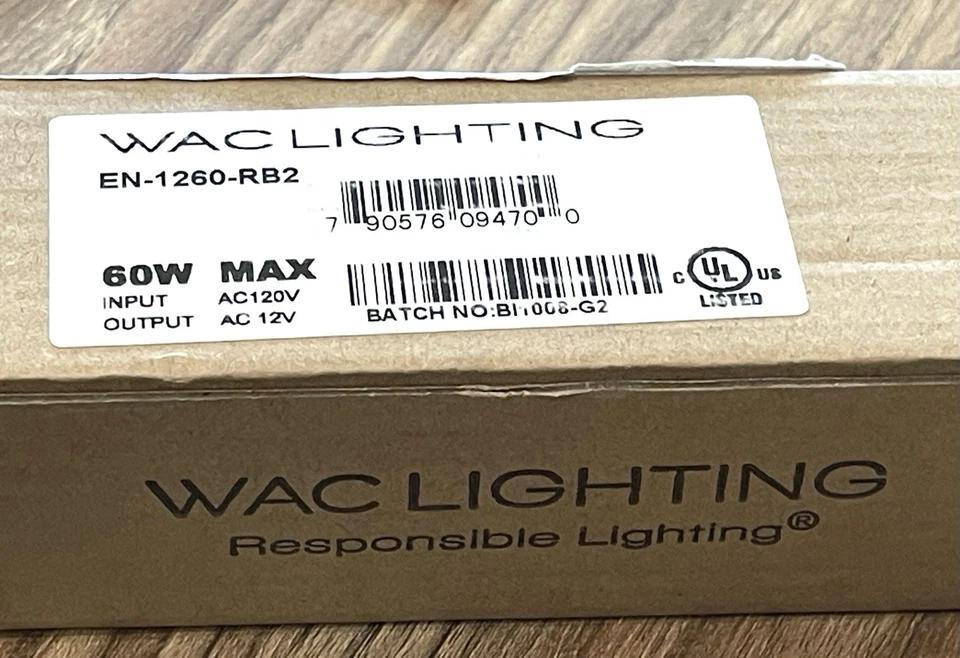 WAC LIGHTING
EN-1260-RB2
7 90576 09470 0
60W MAX
INPUT AC120V
OUTPUT AC 12V
BATCH NO:
C UL US
LISTED
WAC LIGHTING
Responsible Lighting®